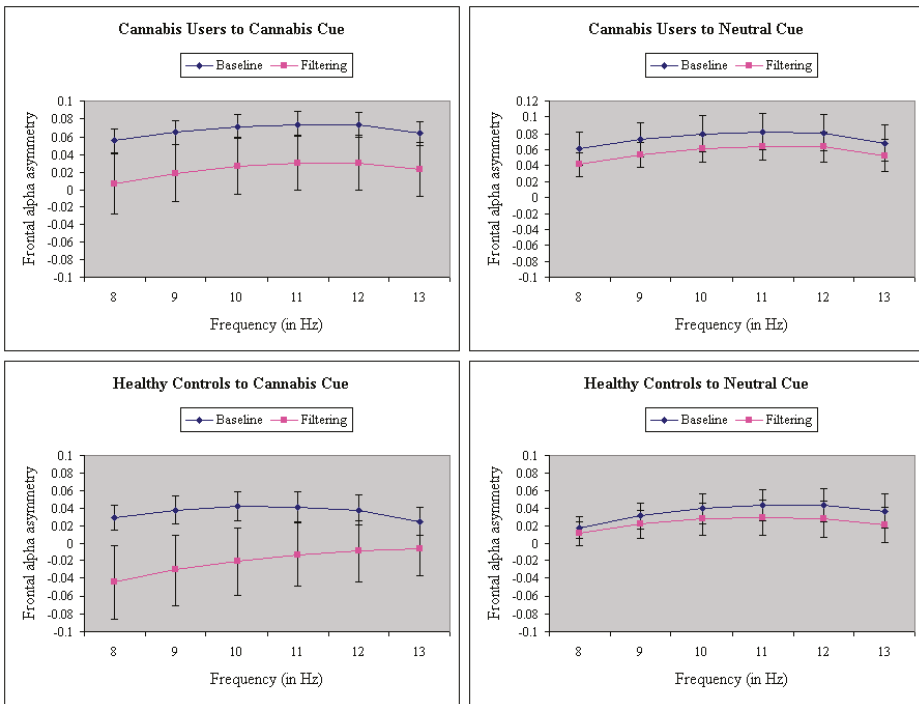 Cannabis Users to Cannabis Cue
Baseline Filtering
Frontal alpha asymmetry
0.1
0.08
0.06
0.04
0.02
0
-0.02
-0.04
-0.06
-0.08
-0.1
8 9 10 11 12 13
Frequency (in Hz)
Cannabis Users to Neutral Cue
Baseline Filtering
Frontal alpha asymmetry
0.12
0.1
0.08
0.06
0.04
0.02
0
-0.02
-0.04
-0.06
-0.08
-0.1
8 9 10 11 12 13
Frequency (in Hz)
Healthy Controls to Cannabis Cue
Baseline Filtering
Frontal alpha asymmetry
0.1
0.08
0.06
0.04
0.02
0
-0.02
-0.04
-0.06
-0.08
-0.1
8 9 10 11 12 13
Frequency (in Hz)
Healthy Controls to Neutral Cue
Baseline Filtering
Frontal alpha asymmetry
0.1
0.08
0.06
0.04
0.02
0
-0.02
-0.04
-0.06
-0.08
-0.1
8 9 10 11 12 13
Frequency (in Hz)